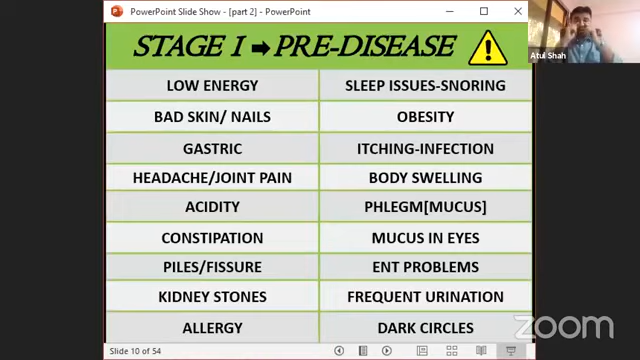 PowerPoint Slide Show - [part 2] - PowerPoint
STAGE I ➡ PRE-DISEASE
Atul Shah
LOW ENERGY SLEEP ISSUES-SNORING
BAD SKIN/ NAILS OBESITY
GASTRIC ITCHING-INFECTION
HEADACHE/JOINT PAIN BODY SWELLING
ACIDITY PHLEGM[MUCUS]
CONSTIPATION MUCUS IN EYES
PILES/FISSURE ENT PROBLEMS
KIDNEY STONES FREQUENT URINATION
ALLERGY DARK CIRCLES
zoom
Slide 10 of 54